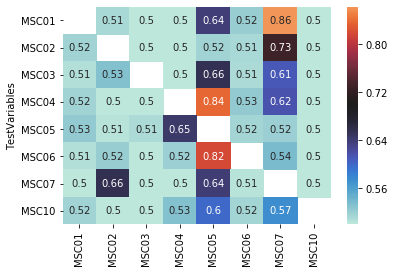 MSC01 0.51 0.5 0.5 0.64 0.52 0.86 0.5
MSC02 0.52 0.5 0.5 0.52 0.51 0.73 0.5
MSC03 0.51 0.53 0.5 0.66 0.51 0.61 0.5
MSC04 0.52 0.5 0.5 0.84 0.53 0.62 0.5
MSC05 0.53 0.51 0.51 0.65 0.52 0.52 0.5
MSC06 0.51 0.52 0.5 0.52 0.82 0.54 0.5
MSC07 0.5 0.66 0.5 0.5 0.64 0.51 0.5
MSC10 0.52 0.5 0.5 0.53 0.6 0.52 0.57
MSC01 MSC02 MSC03 MSC04 MSC05 MSC06 MSC07 MSC10
TestVariables
0.80
0.72
0.64
0.56